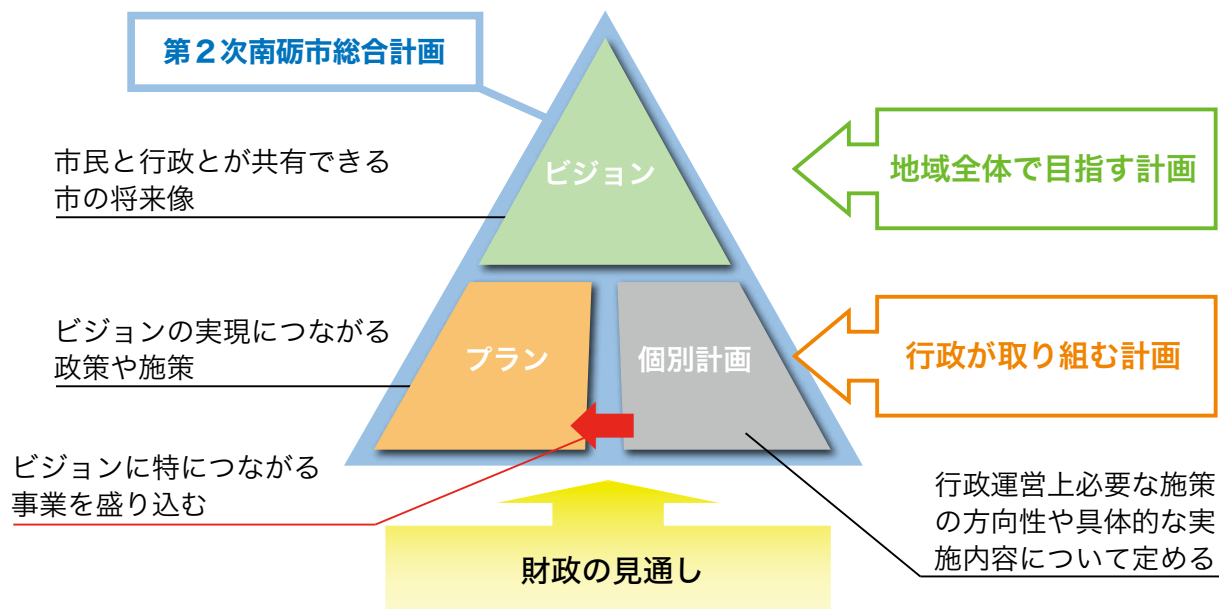 第2次南砺市総合計画
市民と行政とが共有できる
市の将来像
ビジョン
地域全体で目指す計画
ビジョンの実現につながる
政策や施策
プラン
個別計画
行政が取り組む計画
ビジョンに特につながる
事業を盛り込む
行政運営上必要な施策
の方向性や具体的な実
施内容について定める
財政の見通し